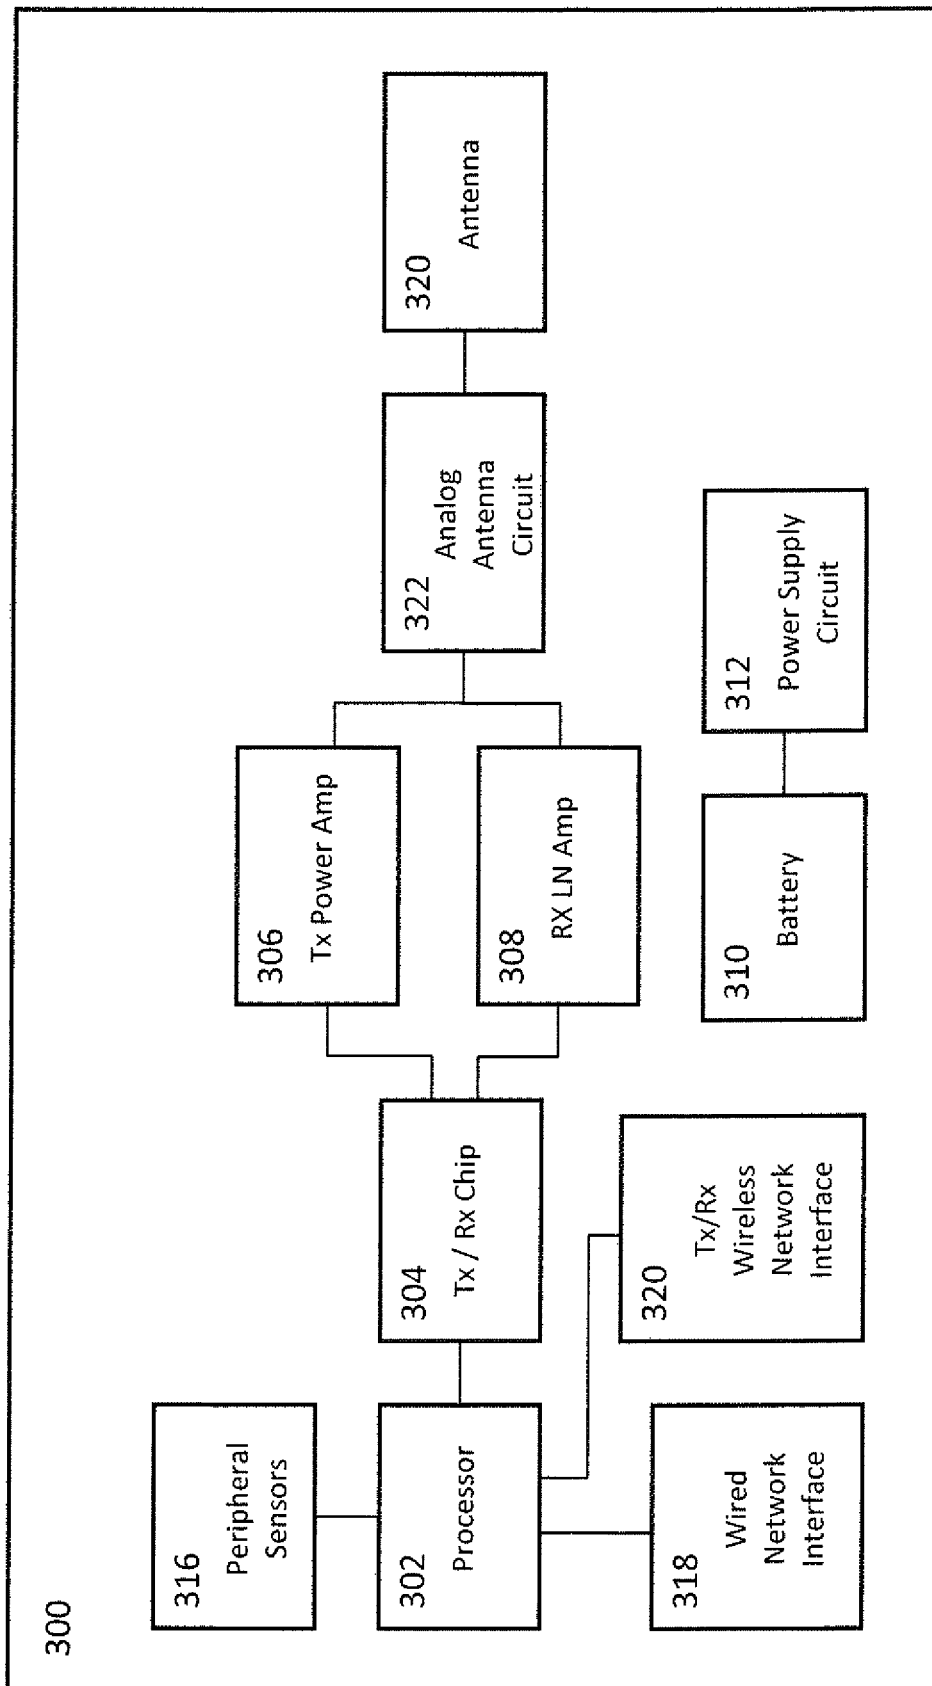 300
316
Peripheral
Sensors
302
Processor
318
Wired
Network
Interface
304
Tx / Rx Chip
320
Tx/Rx
Wireless
Network
Interface
306
Tx Power Amp
308
RX LN Amp
310
Battery
312
Power Supply
Circuit
322
Analog
Antenna
Circuit
320
Antenna